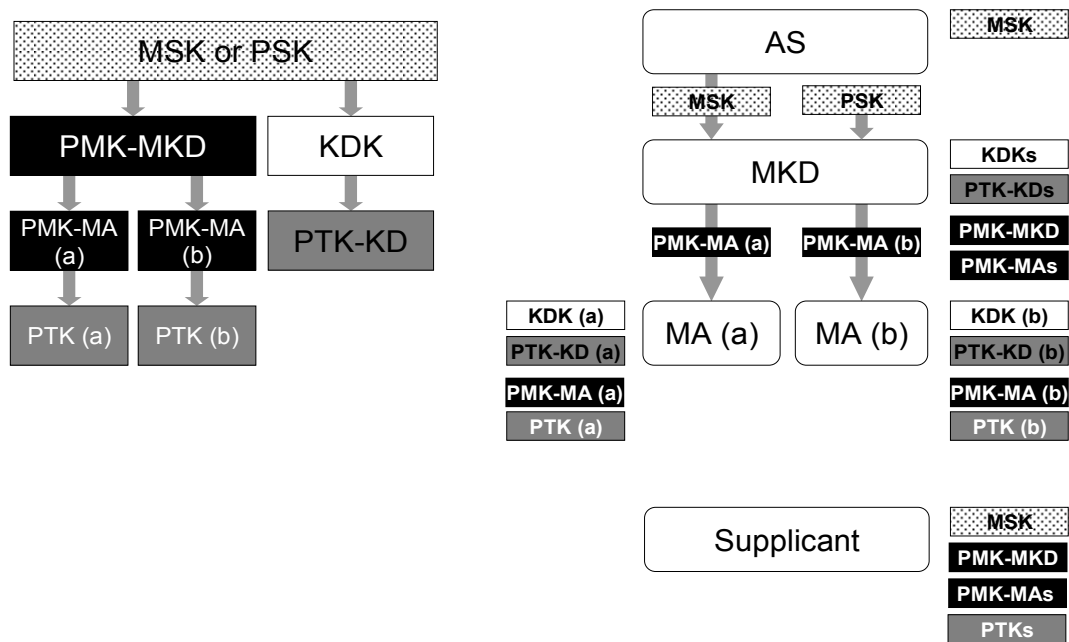 MSK or PSK
PMK-MKD
KDK
PMK-MA
(a)
PMK-MA
(b)
PTK-KD
PTK (a)
PTK (b)
AS
MSK
MSK
PSK
MKD
KDKs
PTK-KDs
PMK-MKD
PMK-MAs
PMK-MA (a)
PMK-MA (b)
KDK (a)
PTK-KD (a)
PMK-MA (a)
PTK (a)
MA (a)
MA (b)
KDK (b)
PTK-KD (b)
PMK-MA (b)
PTK (b)
Supplicant
MSK
PMK-MKD
PMK-MAs
PTKs